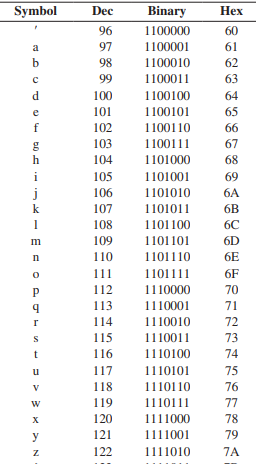 Symbol Dec Binary Hex
′ 96 1100000 60
a 97 1100001 61
b 98 1100010 62
c 99 1100011 63
d 100 1100100 64
e 101 1100101 65
f 102 1100110 66
g 103 1100111 67
h 104 1101000 68
i 105 1101001 69
j 106 1101010 6A
k 107 1101011 6B
l 108 1101100 6C
m 109 1101101 6D
n 110 1101110 6E
o 111 1101111 6F
p 112 1110000 70
q 113 1110001 71
r 114 1110010 72
s 115 1110011 73
t 116 1110100 74
u 117 1110101 75
v 118 1110110 76
w 119 1110111 77
x 120 1111000 78
y 121 1111001 79
z 122 1111010 7A